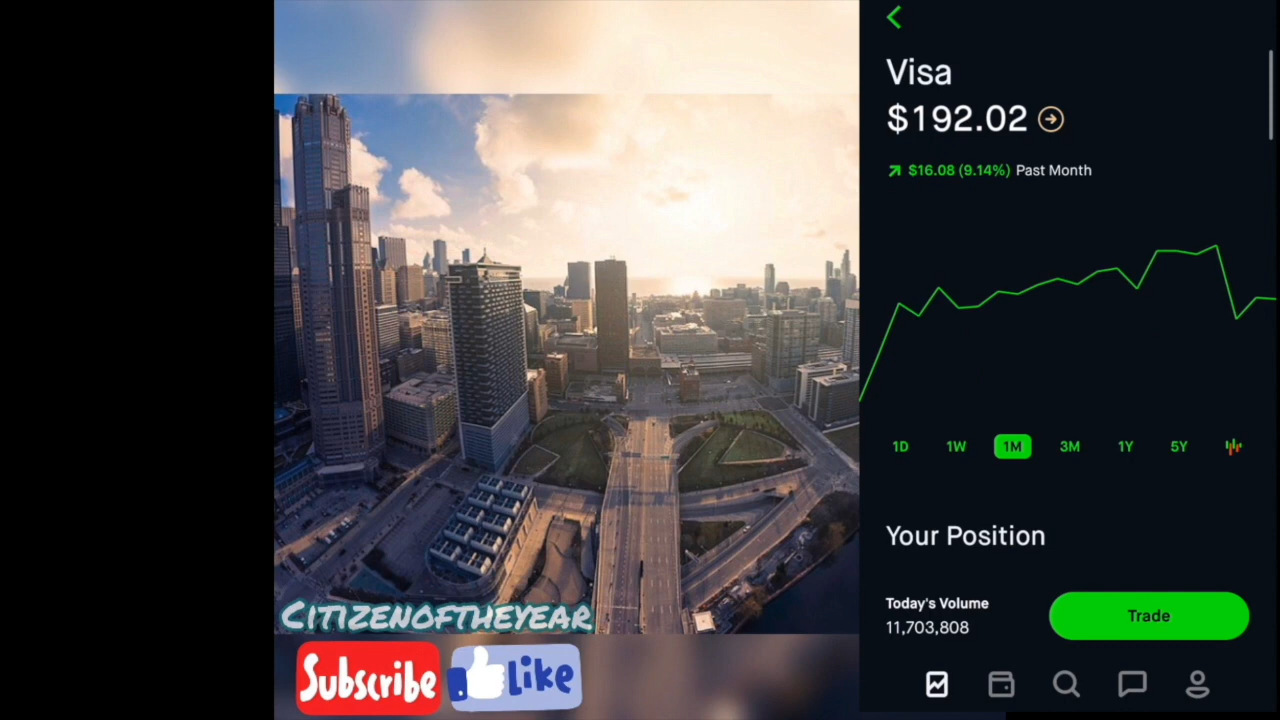 CITIZENOFTHEYEAR
Subscribe
Like
Visa
$192.02
$16.08 (9.14%) Past Month
1D 1W 1M 3M 1Y 5Y
Your Position
Today's Volume
11,703,808
Trade